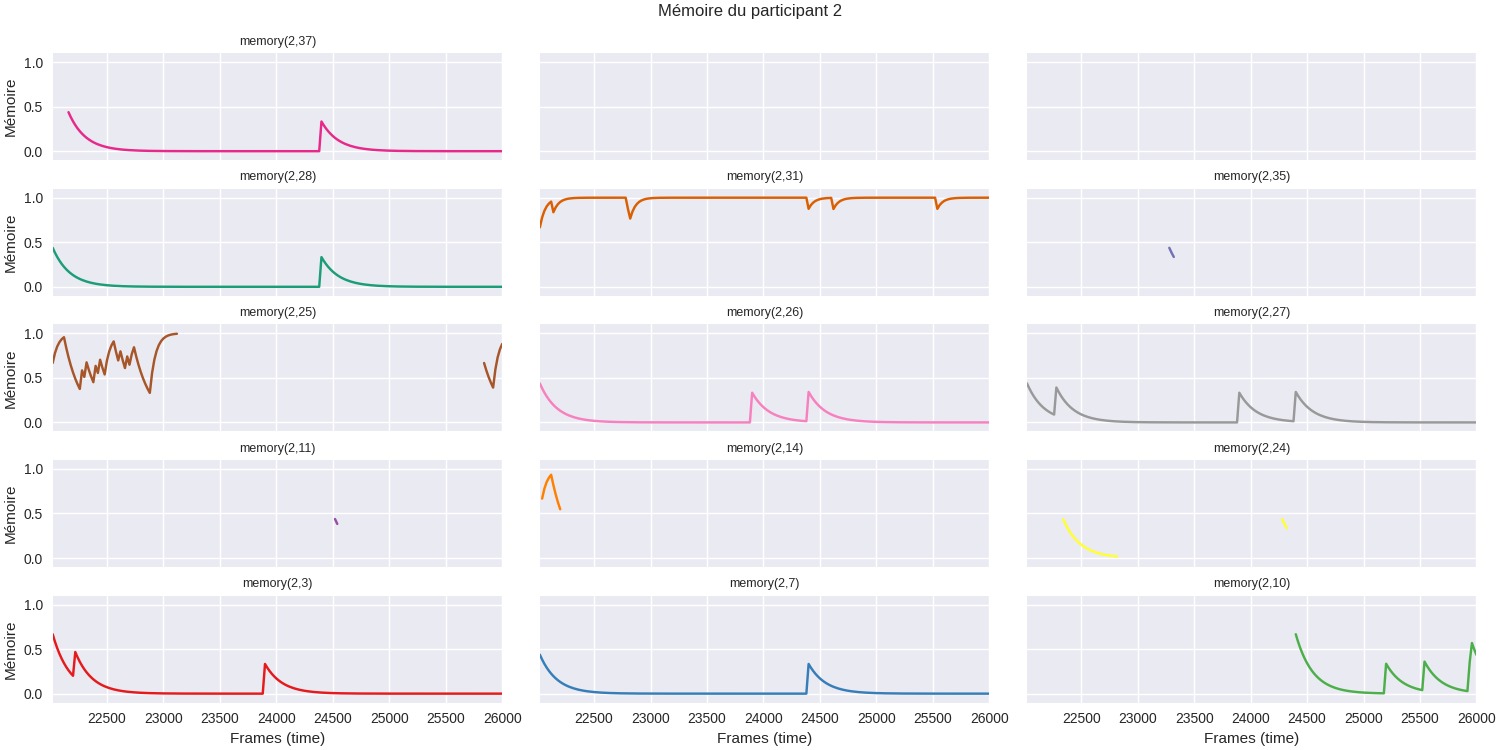 Mémoire du participant 2
memory(2,37)
Mémoire
1.0
0.5
0.0
memory(2,28) memory(2,31) memory(2,35)
Mémoire
1.0
0.5
0.0
memory(2,25) memory(2,26) memory(2,27)
Mémoire
1.0
0.5
0.0
memory(2,11) memory(2,14) memory(2,24)
Mémoire
1.0
0.5
0.0
memory(2,3) memory(2,7) memory(2,10)
Mémoire
1.0
0.5
0.0
22500 23000 23500 24000 24500 25000 25500 26000 22500 23000 23500 24000 24500 25000 25500 26000 22500 23000 23500 24000 24500 25000 25500 26000
Frames (time) Frames (time) Frames (time)